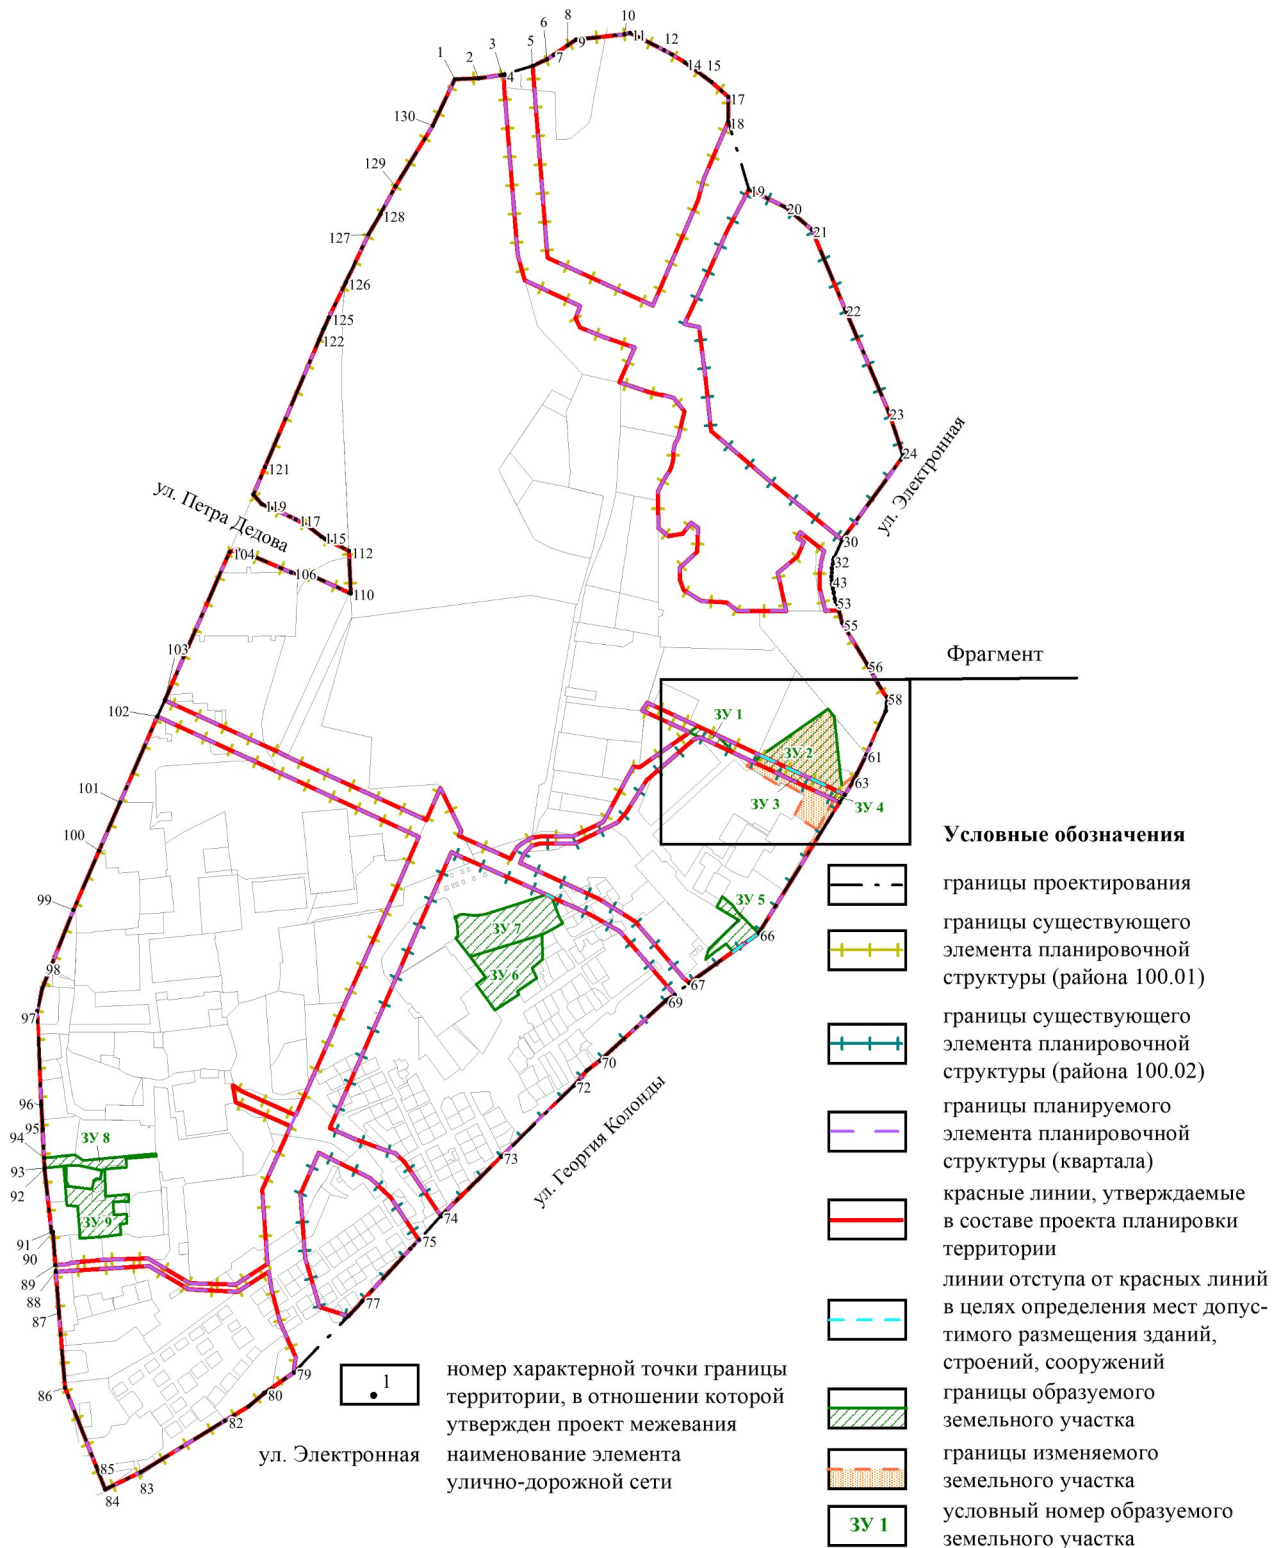 10
8
6
9
11
5
7
12
3
2
4
14
15
1
17
18
130
129
19
20
128
21
127
126
22
125
122
23
24
ул. Электронная
121
ул. Петра Дедова
119
117
115
112
30
104
106
110
32
43
53
55
103
56
Фрагмент
102
58
ЗУ 1
ЗУ 2
61
63
101
ЗУ 3
ЗУ 4
100
99
ЗУ 5
ЗУ 7
66
98
ЗУ 6
67
97
69
70
72
96
95
ул. Георгия Колонды
94
ЗУ 8
93
73
92
ЗУ 9
74
91
75
90
89
88
77
87
79
86
80
82
85
83
84
Условные обозначения
границы проектирования
границы существующего
элемента планировочной
структуры (района 100.01)
границы существующего
элемента планировочной
структуры (района 100.02)
границы планируемого
элемента планировочной
структуры (квартала)
красные линии, утверждаемые
в составе проекта планировки
территории
линии отступа от красных линий
в целях определения мест допус-
тимого размещения зданий,
строений, сооружений
границы образуемого
земельного участка
границы изменяемого
земельного участка
ЗУ 1
условный номер образуемого
земельного участка
1
номер характерной точки границы
территории, в отношении которой
утвержден проект межевания
ул. Электронная
наименование элемента
улично-дорожной сети